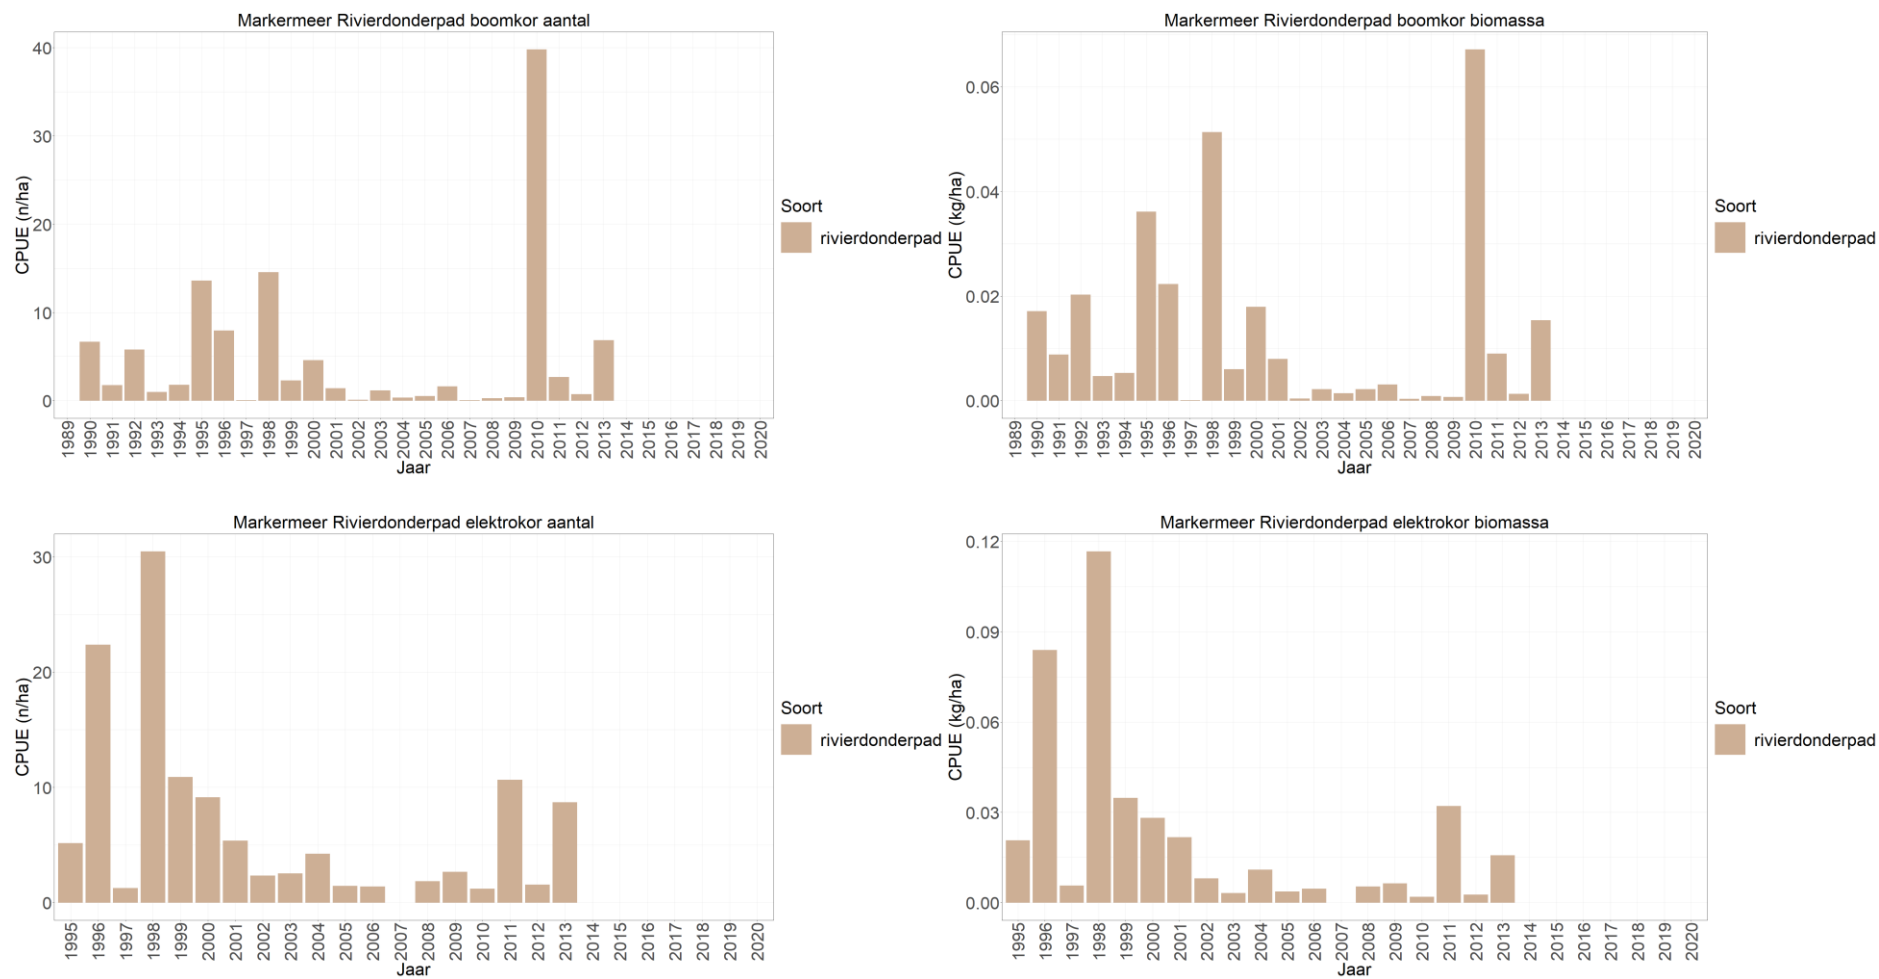 Markermeer Rivierdonderpad boomkor aantal
CPUE (n/ha)
40
30
20
10
0
1989 1990 1991 1992 1993 1994 1995 1996 1997 1998 1999 2000 2001 2002 2003 2004 2005 2006 2007 2008 2009 2010 2011 2012 2013 2014 2015 2016 2017 2018 2019 2020
Jaar
Soort
rivierdonderpad
Markermeer Rivierdonderpad boomkor biomassa
CPUE (kg/ha)
0.06
0.04
0.02
0.00
1989 1990 1991 1992 1993 1994 1995 1996 1997 1998 1999 2000 2001 2002 2003 2004 2005 2006 2007 2008 2009 2010 2011 2012 2013 2014 2015 2016 2017 2018 2019 2020
Jaar
Soort
rivierdonderpad
Markermeer Rivierdonderpad elektrokor aantal
CPUE (n/ha)
30
20
10
0
1995 1996 1997 1998 1999 2000 2001 2002 2003 2004 2005 2006 2007 2008 2009 2010 2011 2012 2013 2014 2015 2016 2017 2018 2019 2020
Jaar
Soort
rivierdonderpad
Markermeer Rivierdonderpad elektrokor biomassa
CPUE (kg/ha)
0.12
0.09
0.06
0.03
0.00
1995 1996 1997 1998 1999 2000 2001 2002 2003 2004 2005 2006 2007 2008 2009 2010 2011 2012 2013 2014 2015 2016 2017 2018 2019 2020
Jaar
Soort
rivierdonderpad